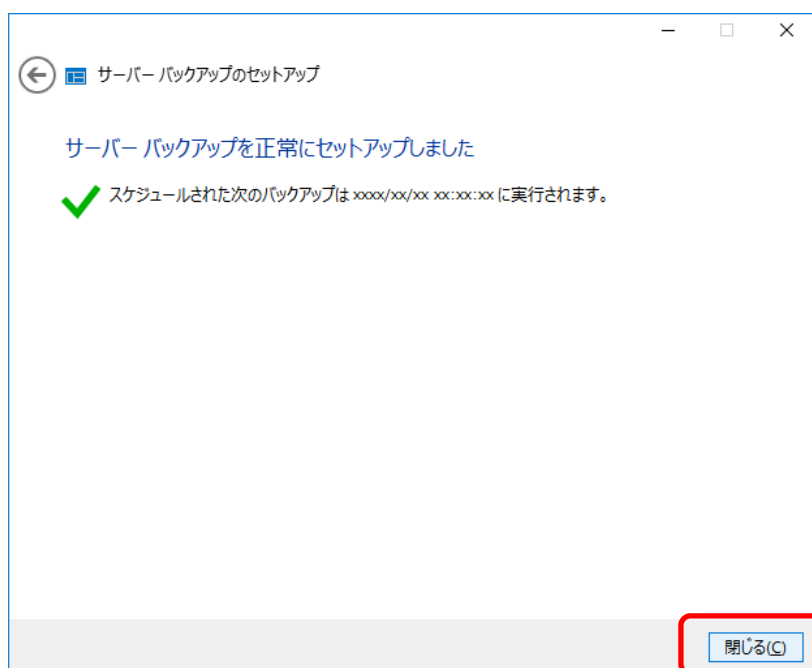 サーバー バックアップのセットアップ
サーバー バックアップを正常にセットアップしました
スケジュールされた次のバックアップは xxxx/xx/xx xx:xx:xx に実行されます。
閉じる(C)